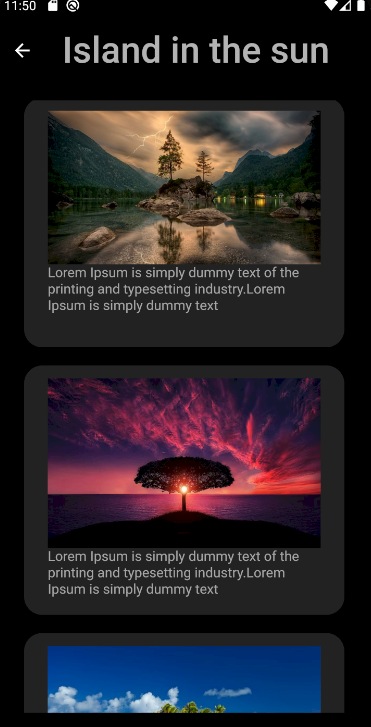 11:50
Island in the sun
Lorem Ipsum is simply dummy text of the
printing and typesetting industry.Lorem
Ipsum is simply dummy text
Lorem Ipsum is simply dummy text of the
printing and typesetting industry.Lorem
Ipsum is simply dummy text